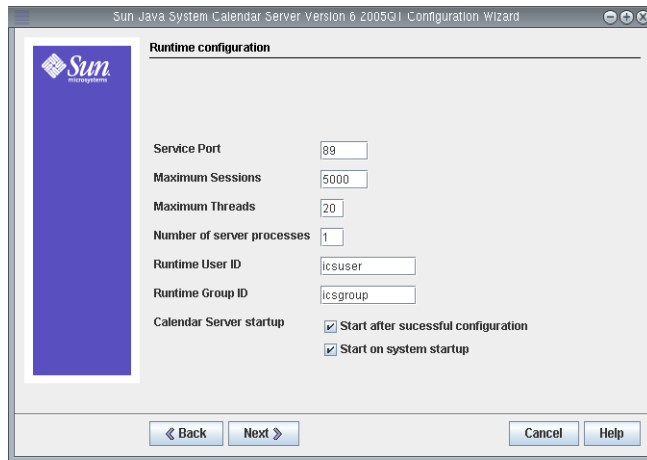 Sun Java System Calendar Server Version 6 2005Q1 Configuration Wizard
Sun
microsystems
Runtime configuration
Service Port 89
Maximum Sessions 5000
Maximum Threads 20
Number of server processes 1
Runtime User ID icsuser
Runtime Group ID icsgroup
Calendar Server startup Start after sucessful configuration
Start on system startup
Back Next Cancel Help